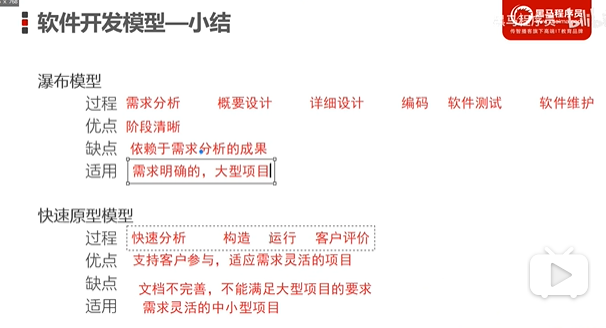 软件开发模型—小结
黑马程序员
传智播客旗下高端IT教育品牌
瀑布模型
过程 需求分析 概要设计 详细设计 编码 软件测试 软件维护
优点 阶段清晰
缺点 依赖于需求分析的成果
适用 需求明确的，大型项目
快速原型模型
过程 快速分析 构造 运行 客户评价
优点 支持客户参与，适应需求灵活的项目
缺点 文档不完善，不能满足大型项目的要求
适用 需求灵活的中小型项目